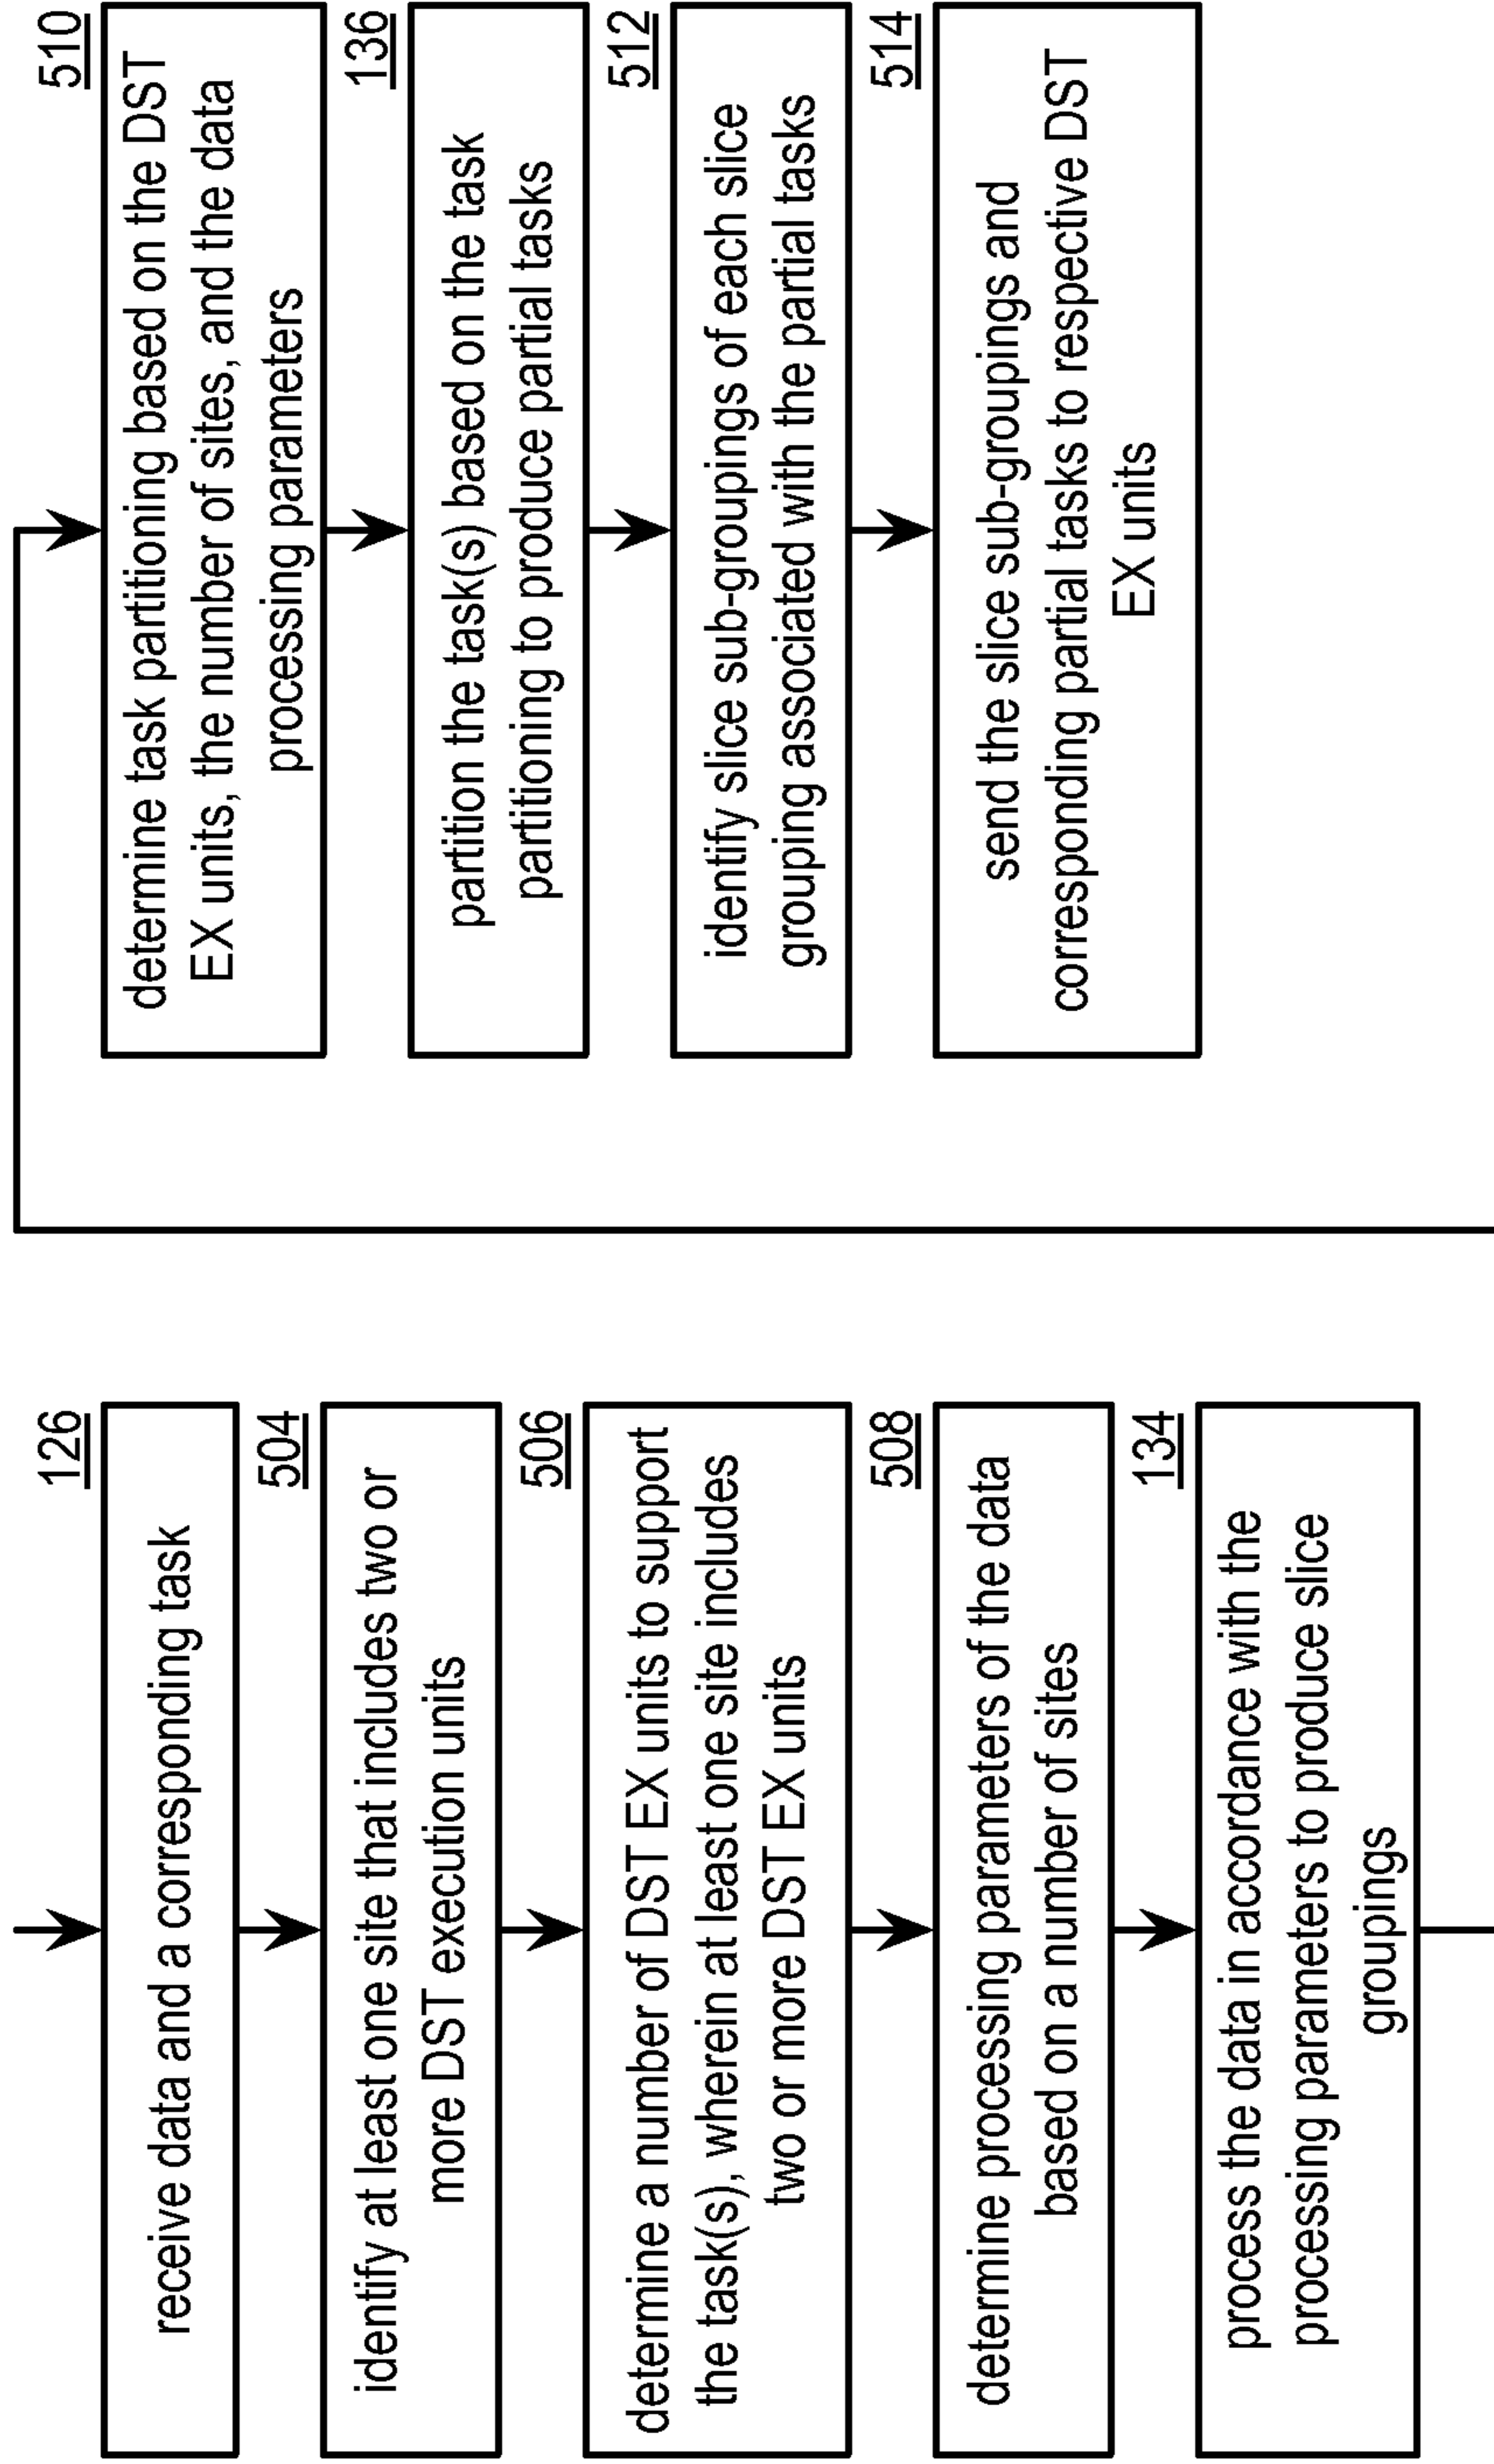 126
receive data and a corresponding task
504
identify at least one site that includes two or
more DST execution units
506
determine a number of DST EX units to support
the task(s), wherein at least one site includes
two or more DST EX units
508
determine processing parameters of the data
based on a number of sites
134
process the data in accordance with the
processing parameters to produce slice
groupings
510
determine task partitioning based on the DST
EX units, the number of sites, and the data
processing parameters
136
partition the task(s) based on the task
partitioning to produce partial tasks
512
identify slice sub-groupings of each slice
grouping associated with the partial tasks
514
send the slice sub-groupings and
corresponding partial tasks to respective DST
EX units